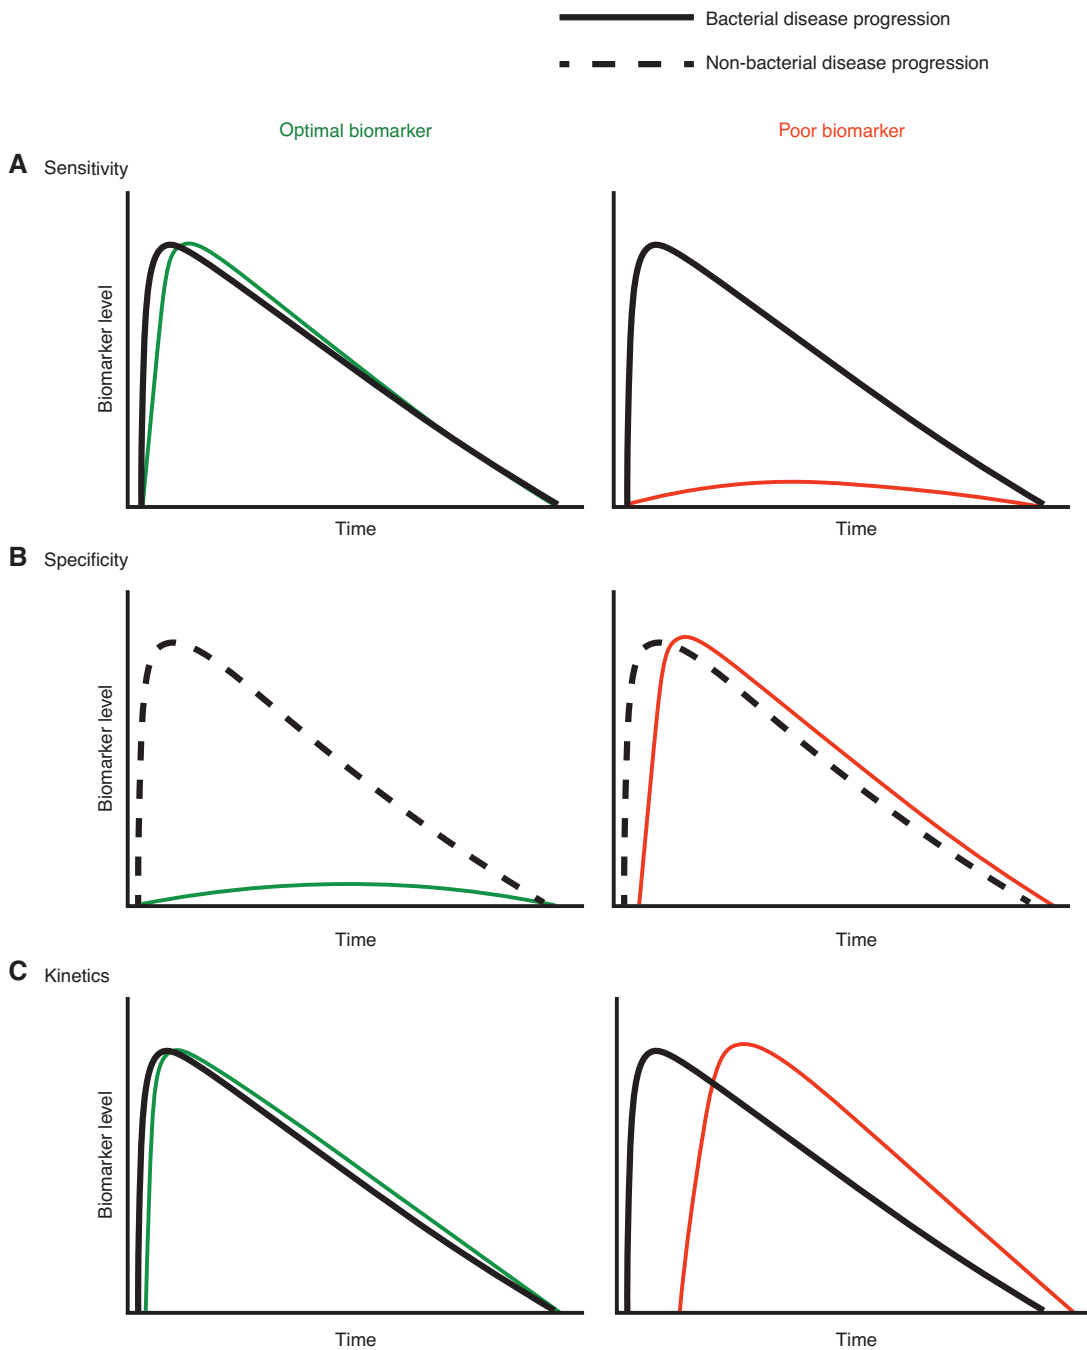 Bacterial disease progression
Non-bacterial disease progression
Optimal biomarker
Poor biomarker
A Sensitivity
Biomarker level
Time
Time
B Specificity
Biomarker level
Time
Time
C Kinetics
Biomarker level
Time
Time